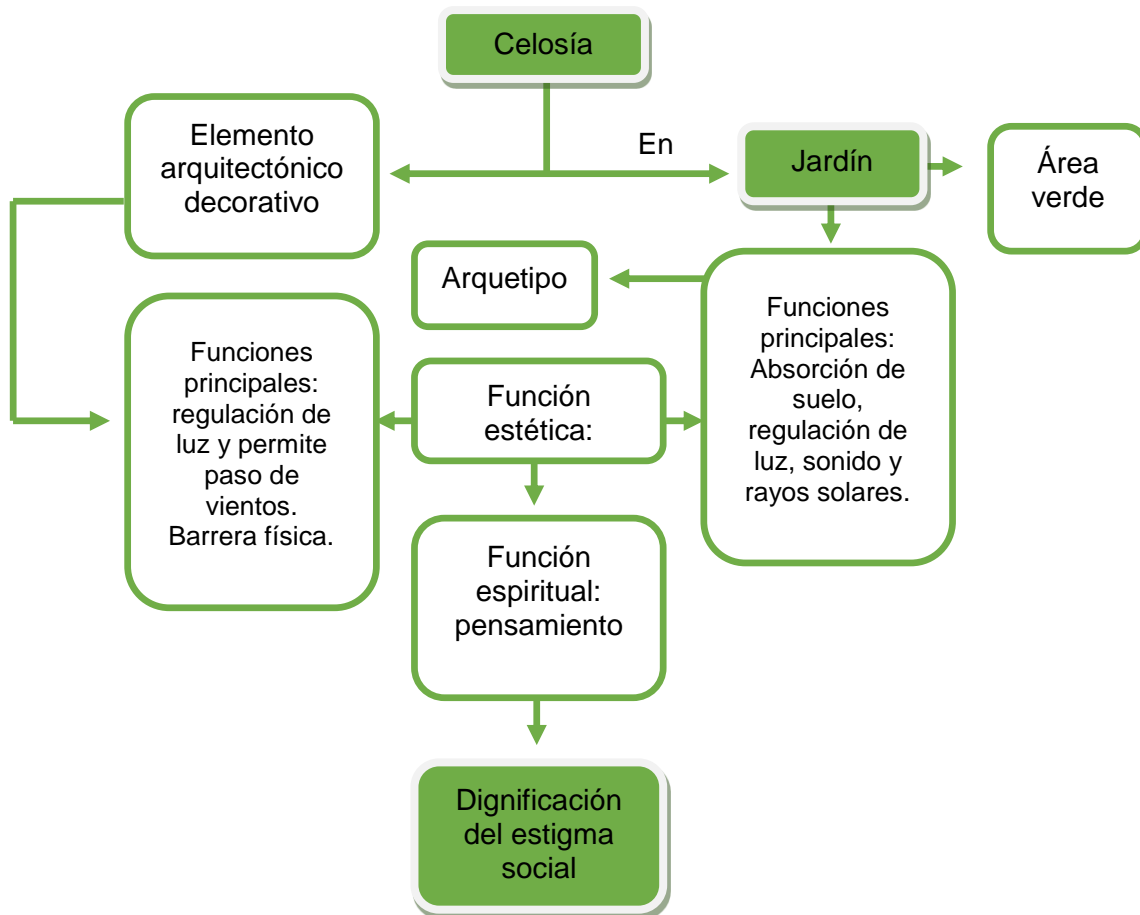 Celosía
Elemento
arquitectónico
decorativo
En
Jardín
Área
verde
Arquetipo
Funciones
principales:
regulación de
luz y permite
paso de
vientos.
Barrera física.
Función
estética:
Funciones
principales:
Absorción de
suelo,
regulación de
luz, sonido y
rayos solares.
Función
espiritual:
pensamiento
Dignificación
del estigma
social